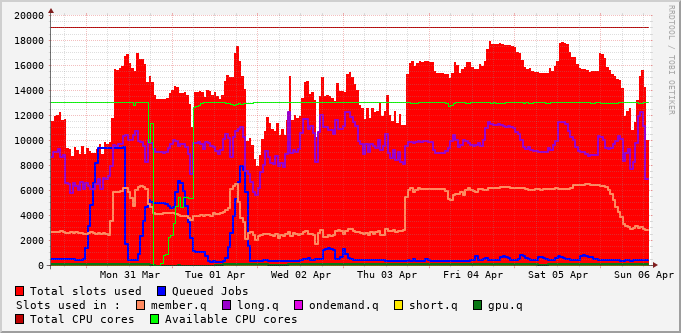 20000
18000
16000
14000
12000
10000
8000
6000
4000
2000
0
Mon 31 Mar Tue 01 Apr Wed 02 Apr Thu 03 Apr Fri 04 Apr Sat 05 Apr Sun 06 Apr
RRDTOOL / TOBI OETIKER
Total slots used Queued Jobs
Slots used in : member.q long.q ondemand.q short.q gpu.q
Total CPU cores Available CPU cores